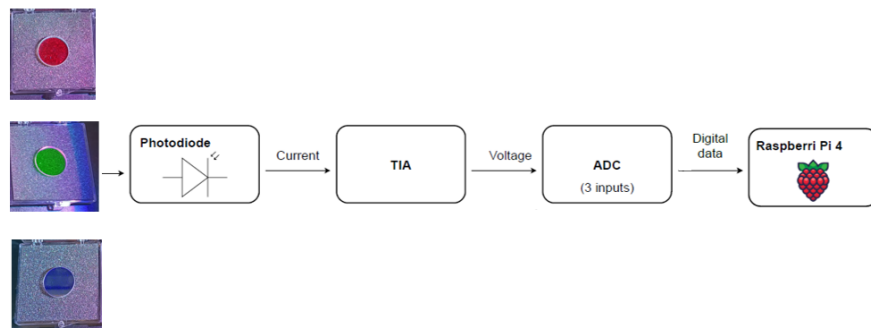 Photodiode
Current
TIA
Voltage
ADC
(3 inputs)
Digital
data
Raspberri Pi 4